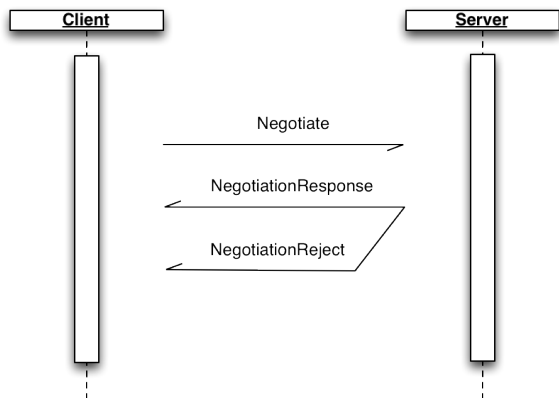 Client
Server
Negotiate
NegotiationResponse
NegotiationReject